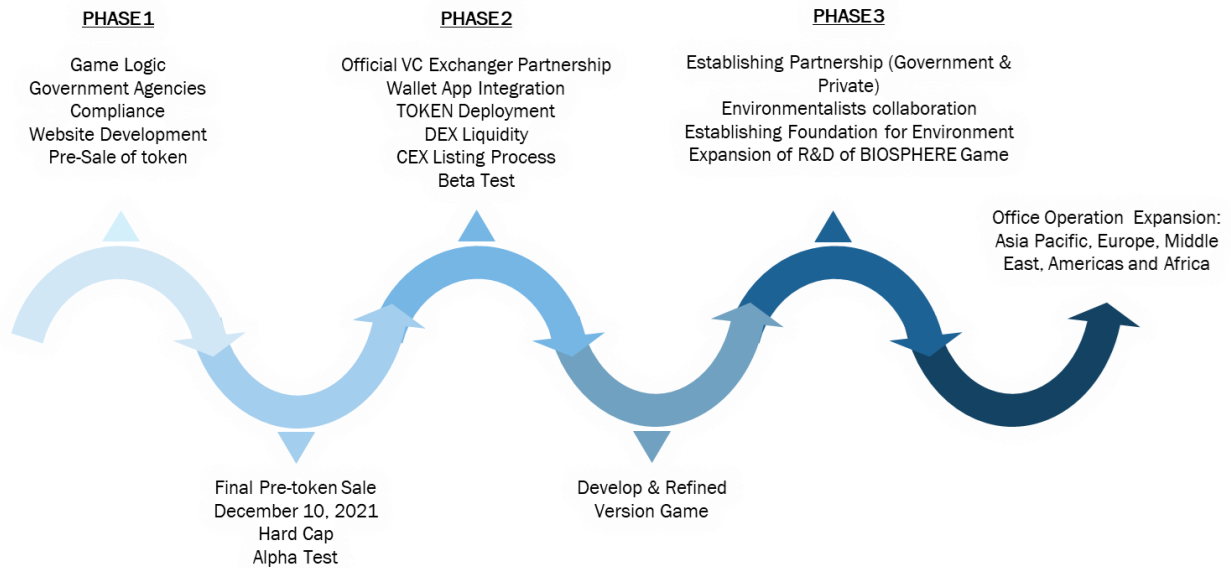 PHASE 1
Game Logic
Government Agencies
Compliance
Website Development
Pre-Sale of token
Final Pre-token Sale
December 10, 2021
Hard Cap
Alpha Test
PHASE 2
Official VC Exchanger Partnership
Wallet App Integration
TOKEN Deployment
DEX Liquidity
CEX Listing Process
Beta Test
Develop & Refined
Version Game
PHASE 3
Establishing Partnership (Government &
Private)
Environmentalists collaboration
Establishing Foundation for Environment
Expansion of R&D of BIOSPHERE Game
Office Operation Expansion:
Asia Pacific, Europe, Middle
East, Americas and Africa